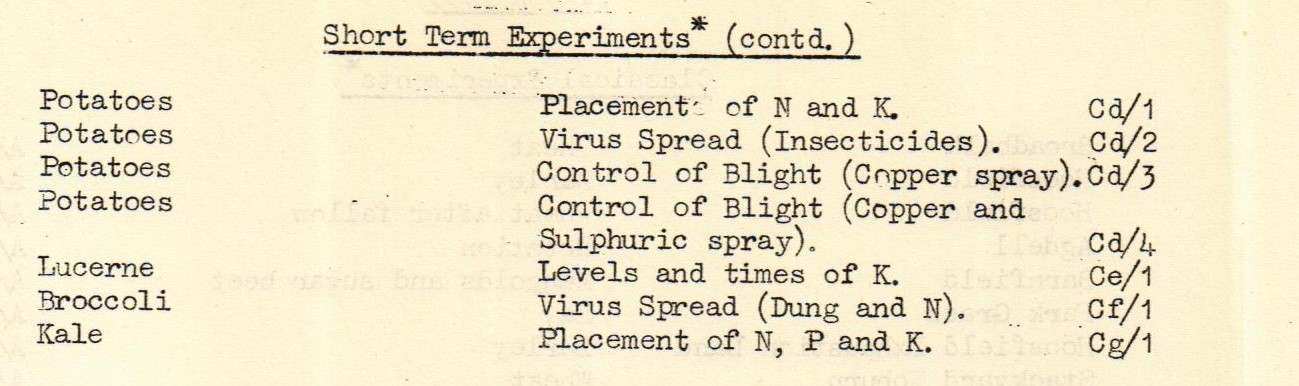 Short Term Experiments* (contd.)
Potatoes Placement of N and K. Cd/1
Potatoes Virus Spread (Insecticides). Cd/2
Potatoes Control of Blight (Copper spray). Cd/3
Potatoes Control of Blight (Copper and
Sulphuric spray). Cd/4
Lucerne Levels and times of K. Ce/1
Broccoli Virus Spread (Dung and N). Cf/1
Kale Placement of N, P and K. Cg/1